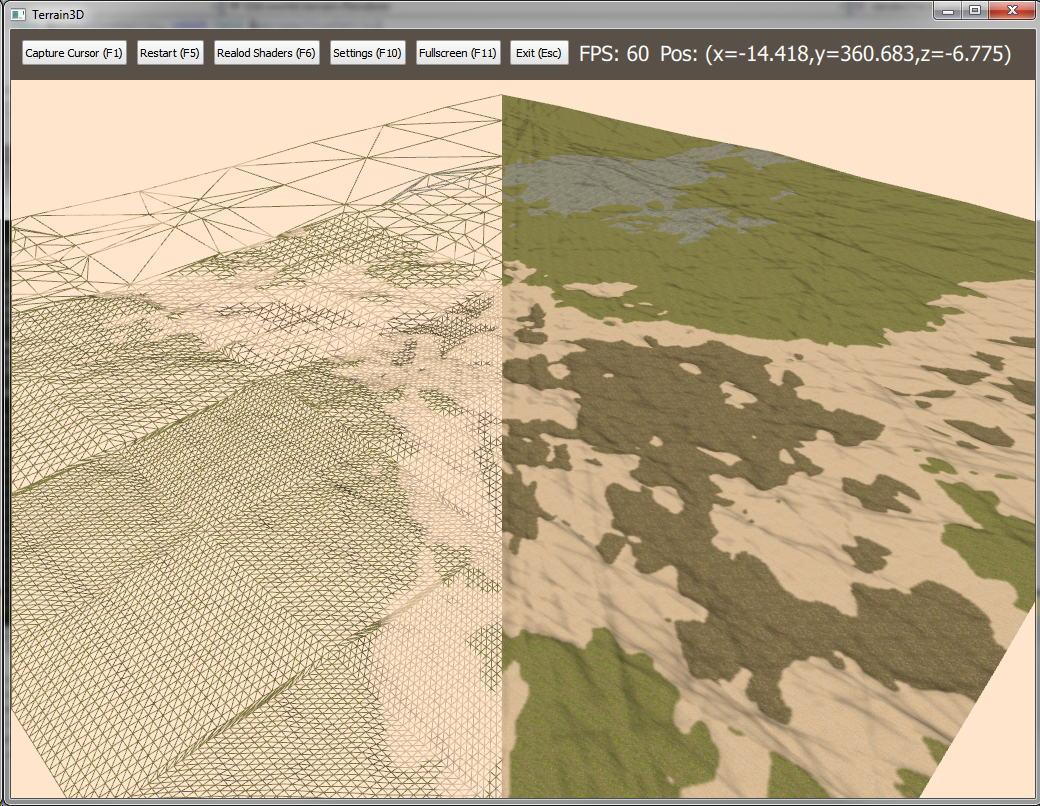 Terrain3D
Capture Cursor (F1) Restart (F5) Realod Shaders (F6) Settings (F10) Fullscreen (F11) Exit (Esc) FPS: 60 Pos: (x=-14.418,y=360.683,z=-6.775)